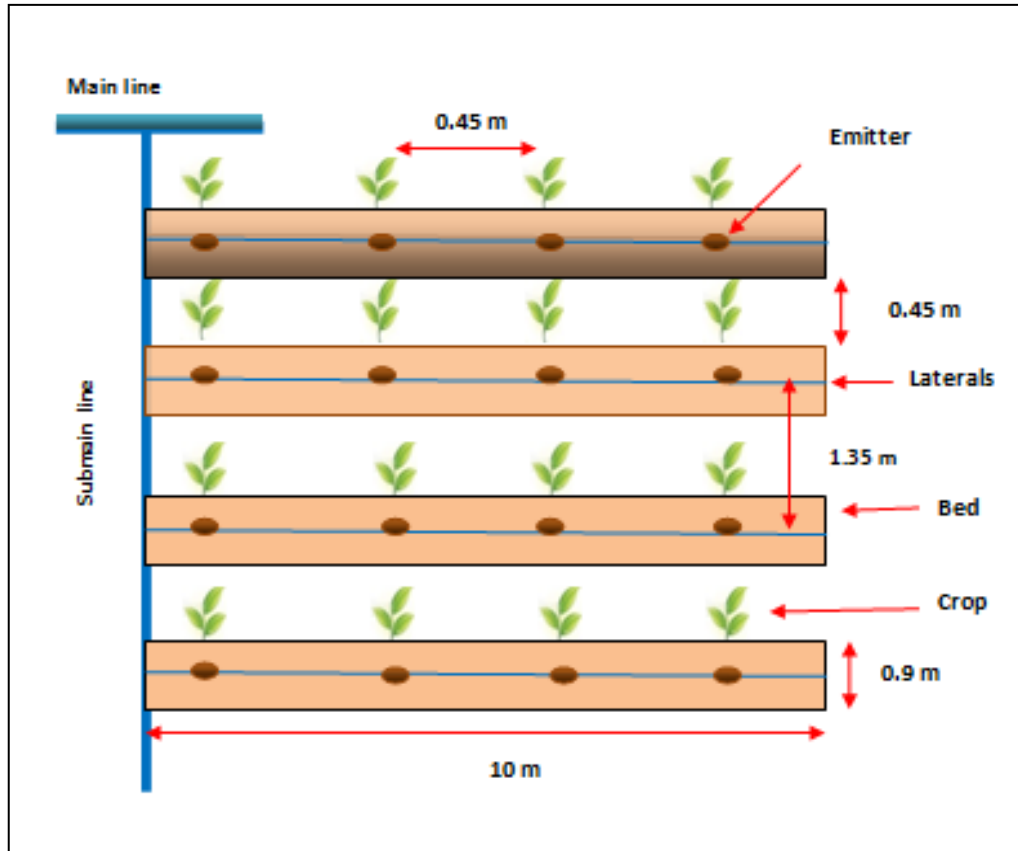 Main line
0.45 m
Emitter
0.45 m
Laterals
Submain line
1.35 m
Bed
Crop
0.9 m
10 m